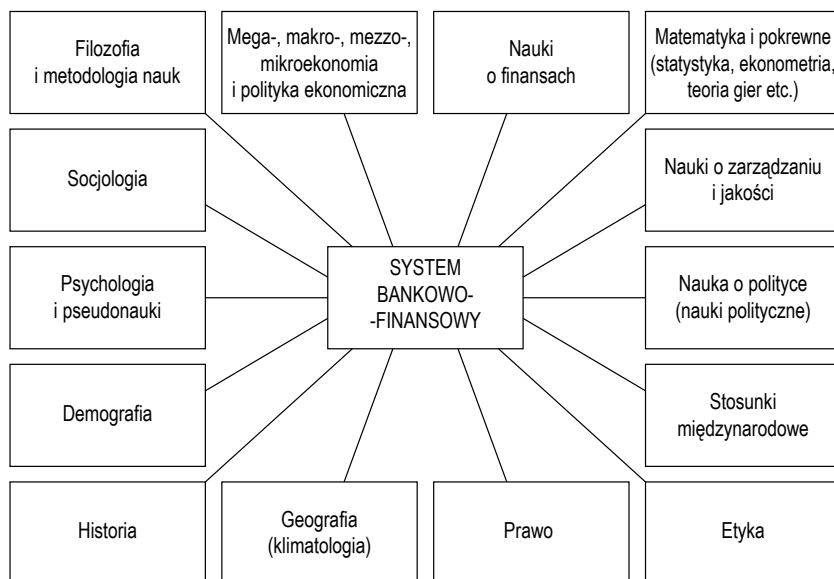 Filozofia
i metodologia nauk
Mega-, makro-, mezzo-,
mikroekonomia
i polityka ekonomiczna
Nauki
o finansach
Matematyka i pokrewne
(statystyka, ekonometria,
teoria gier etc.)
Socjologia
Nauki o zarządzaniu
i jakości
Psychologia
i pseudonauki
SYSTEM
BANKOWO-
-FINANSOWY
Nauka o polityce
(nauki polityczne)
Demografia
Stosunki
międzynarodowe
Historia
Geografia
(klimatologia)
Prawo
Etyka